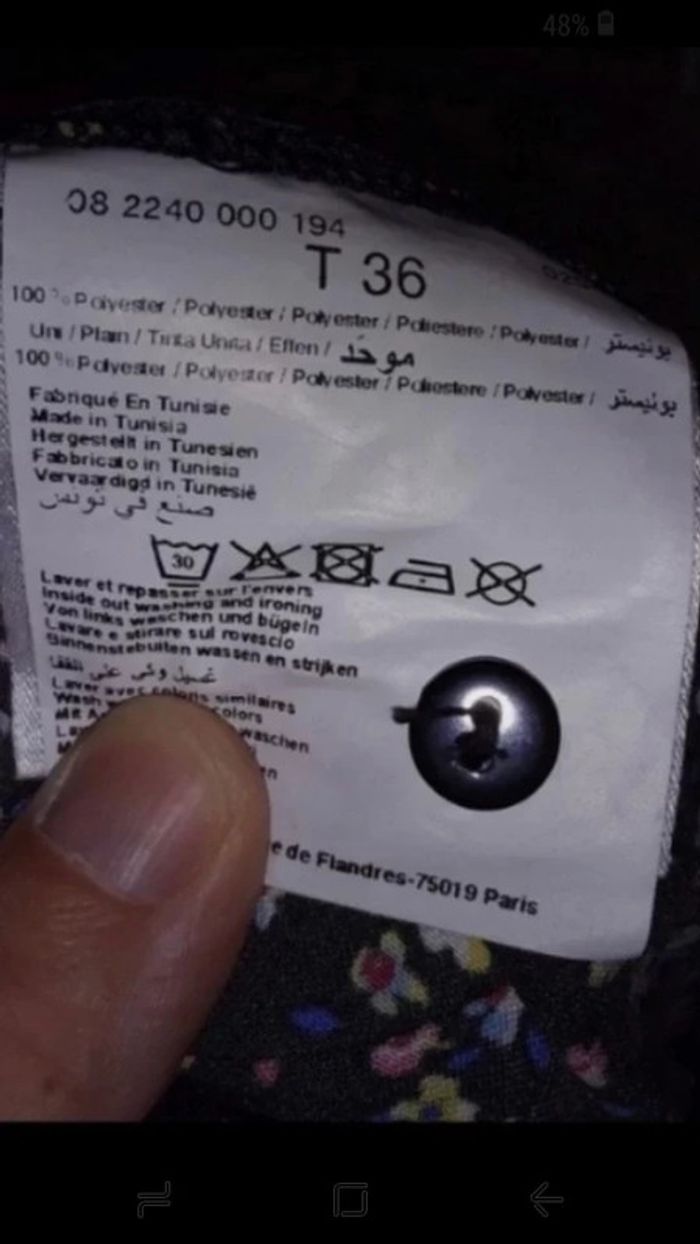 48%
08 2240 000 194
T 36
100 % Polyester / Polyester / Polyester / Poliestere / Polyester / بوليستر
Uni / Plain / Tinta Unita / Effen / موحّد
100 % Polyester / Polyester / Polyester / Poliestere / Polyester / بوليستر
Fabriqué En Tunisie
Made in Tunisia
Hergestellt in Tunesien
Fabbricato in Tunisia
Vervaardigd in Tunesië
صنع في تونس
30
Laver et repasser sur l'envers
Inside out washing and ironing
Von links waschen und bügeln
Lavare e stirare sul rovescio
Binnenstebuiten wassen en strijken
على
Laver avec coloris similaires
Wash colors
waschen
de Flandres-75019 Paris